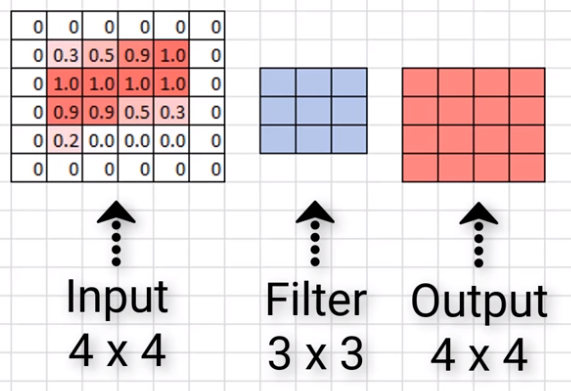 0 0 0 0 0 0
0 0.3 0.5 0.9 1.0 0
0 1.0 1.0 1.0 1.0 0
0 0.9 0.9 0.5 0.3 0
0 0.2 0.0 0.0 0.0 0
0 0 0 0 0 0
Input Filter Output
4 x 4 3 x 3 4 x 4